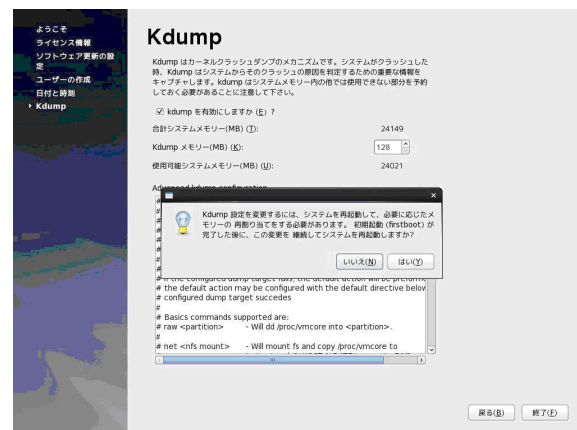 ようこそ
ライセンス情報
ソフトウェア更新の設
定
ユーザーの作成
日付と時刻
Kdump
Kdump
Kdump はカーネルクラッシュダンプのメカニズムです。システムがクラッシュした
時、Kdump はシステムからそのクラッシュの原因を判定するための重要な情報を
キャプチャします。kdump はシステムメモリー内の他では使用できない部分を予約
しておく必要があることに注意して下さい。
kdump を有効にしますか (E) ?
合計システムメモリー(MB) (T): 24149
Kdump メモリー(MB) (K): 128
使用可能システムメモリー(MB) (U): 24021
Advanced kdump configuration
Kdump 設定を変更するには、システムを再起動して、必要に応じたメ
モリーの 再割り当てをする必要があります。 初期起動 (firstboot) が
完了した後に、この変更を 継続してシステムを再起動しますか?
いいえ(N) はい(Y)
# if the configured dump target fails, the default action will be preforme
# the default action may be configured with the default directive below
# configured dump target succedes
#
# Basics commands supported are:
# raw <partition> - Will dd /proc/vmcore into <partition>.
#
# net <nfs mount> - Will mount fs and copy /proc/vmcore to
戻る(B) 終了(F)